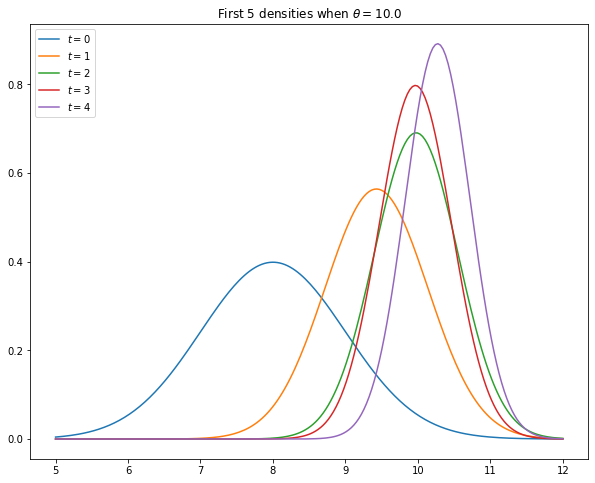 First 5 densities when θ = 10.0
t = 0
t = 1
t = 2
t = 3
t = 4
0.8
0.6
0.4
0.2
0.0
5 6 7 8 9 10 11 12